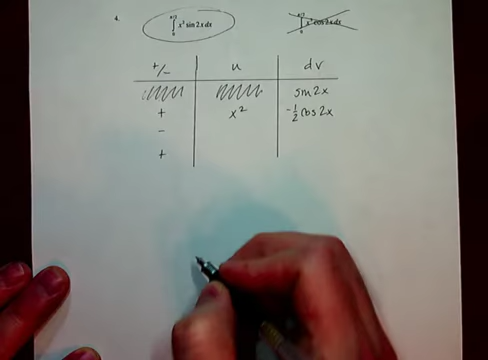 4. ∫ x² sin 2x dx
x² cos 2x dx
+/- u dv
sin 2x
+ x² -½ cos 2x
-
+